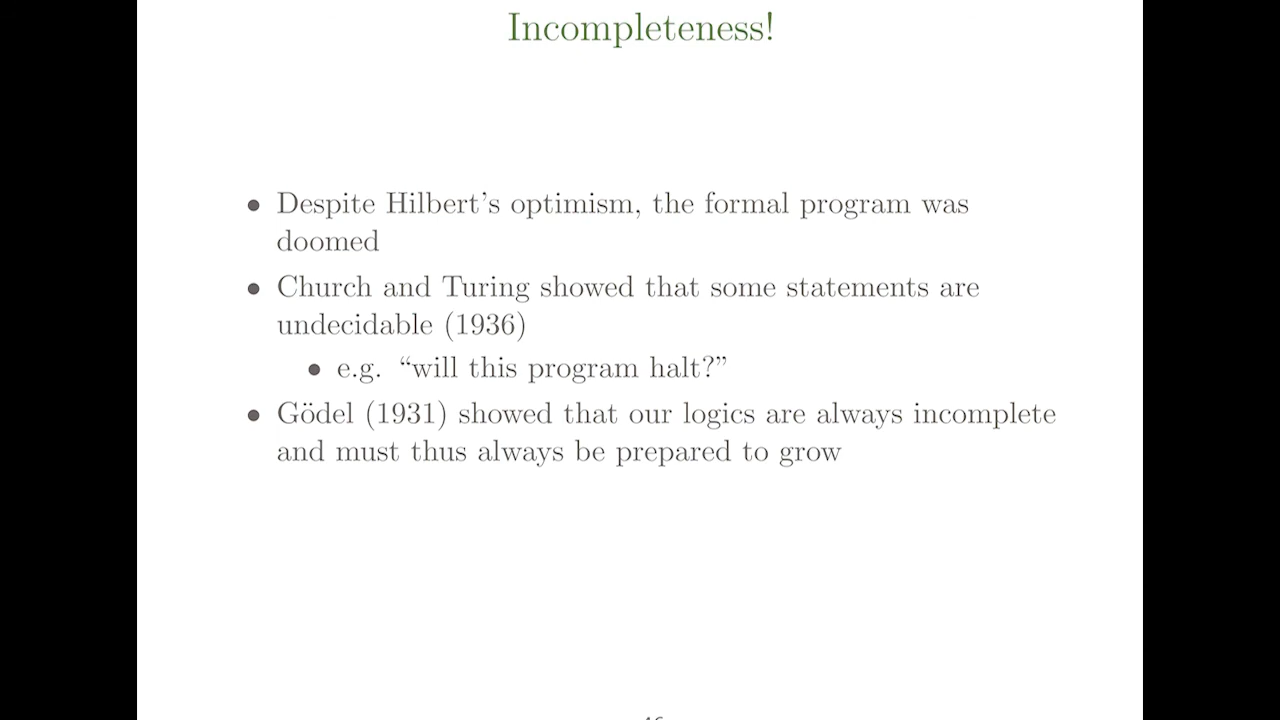 Incompleteness!
• Despite Hilbert's optimism, the formal program was
doomed
• Church and Turing showed that some statements are
undecidable (1936)
• e.g. “will this program halt?”
• Gödel (1931) showed that our logics are always incomplete
and must thus always be prepared to grow